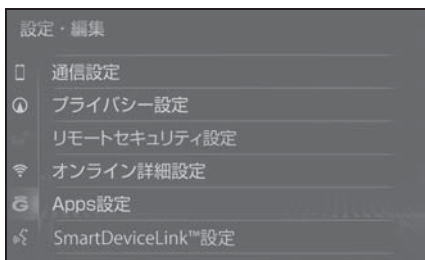 設定・編集
通信設定
プライバシー設定
リモートセキュリティ設定
オンライン詳細設定
Apps設定
SmartDeviceLink™設定